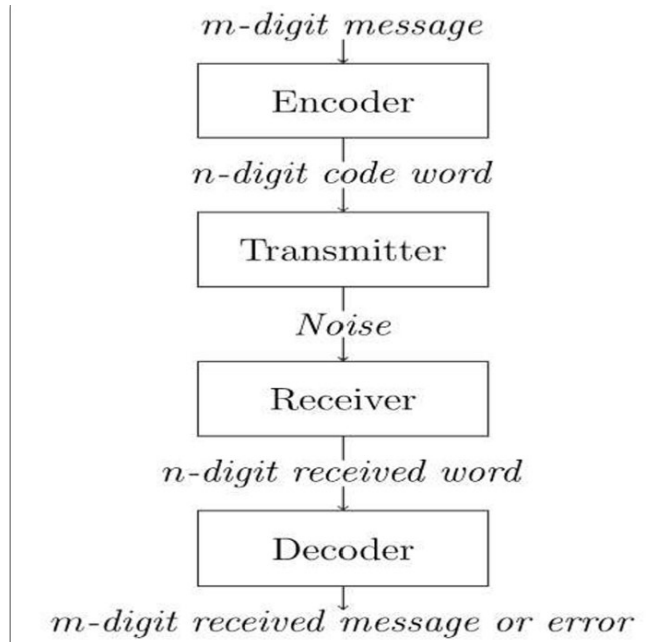 m-digit message
Encoder
n-digit code word
Transmitter
Noise
Receiver
n-digit received word
Decoder
m-digit received message or error